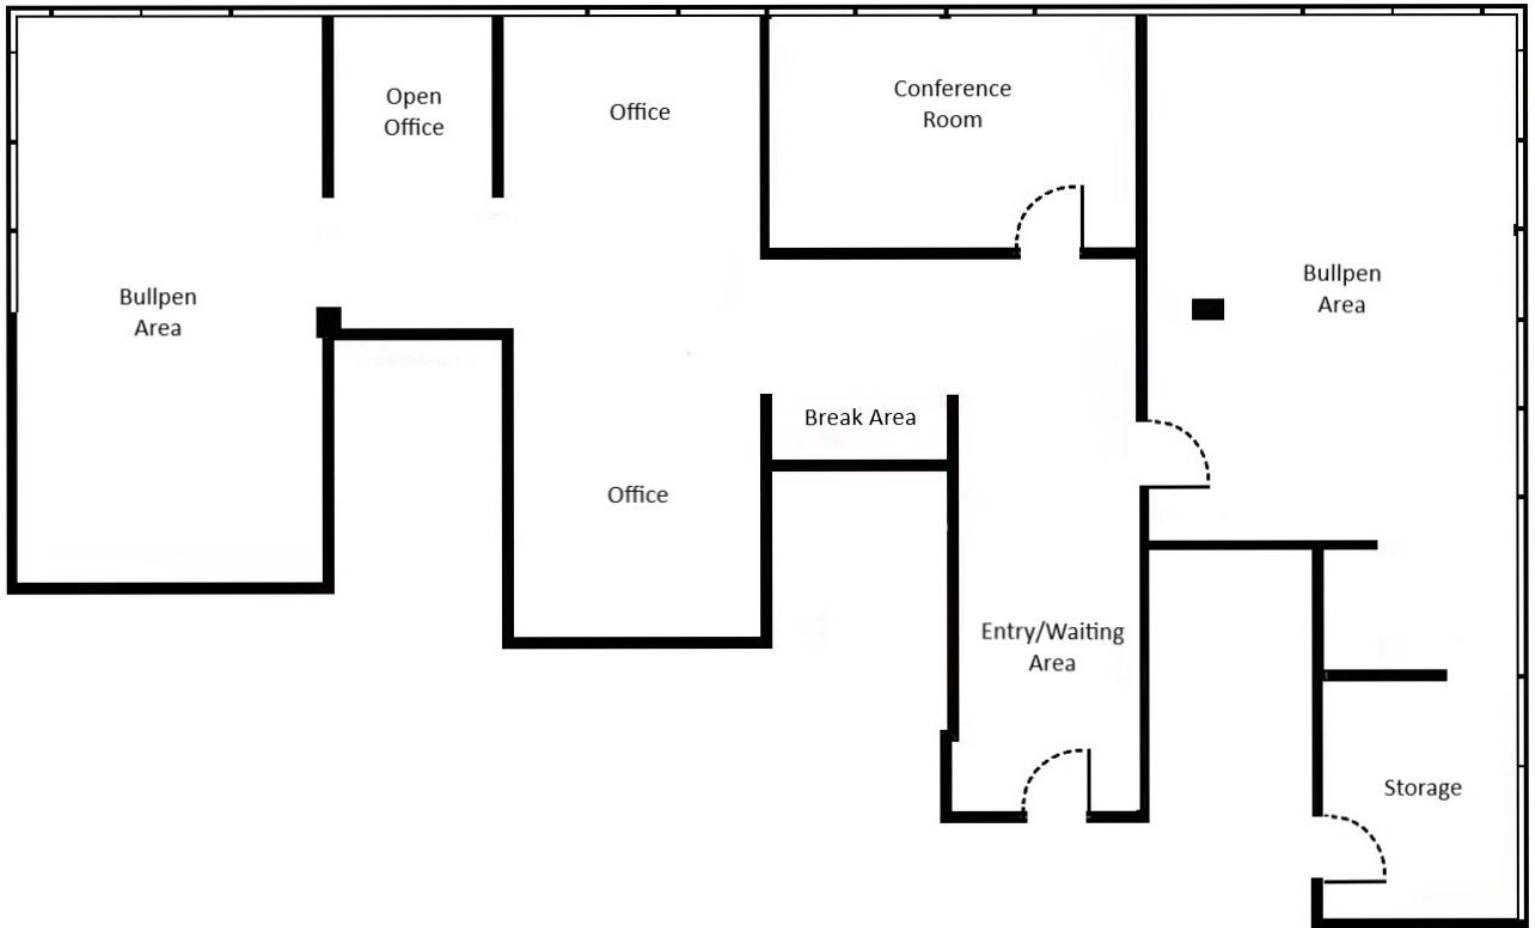 Open
Office
Office
Conference
Room
Bullpen
Area
Bullpen
Area
Break Area
Office
Entry/Waiting
Area
Storage